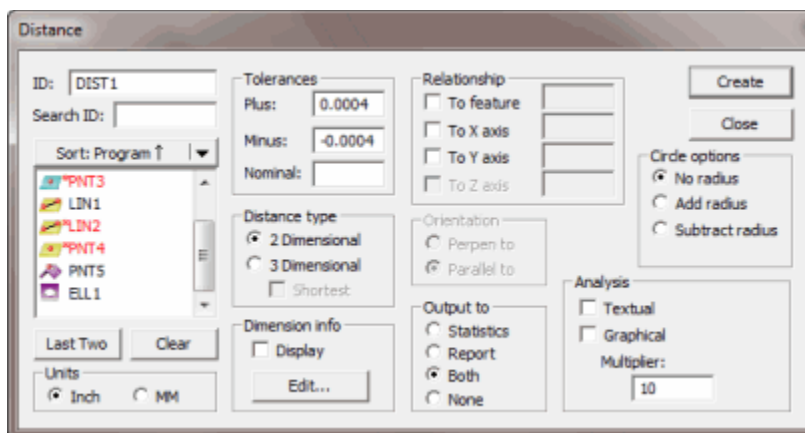 Distance
ID: DIST1
Search ID:
Sort: Program↑
*PNT3
LIN1
*LIN2
*PNT4
PNT5
ELL1
Last Two
Clear
Units
Inch
MM
Tolerances
Plus: 0.0004
Minus: -0.0004
Nominal:
Distance type
2 Dimensional
3 Dimensional
Shortest
Dimension info
Display
Edit...
Relationship
To feature
To X axis
To Y axis
To Z axis
Orientation
Perpen to
Parallel to
Output to
Statistics
Report
Both
None
Create
Close
Circle options
No radius
Add radius
Subtract radius
Analysis
Textual
Graphical
Multiplier:
10